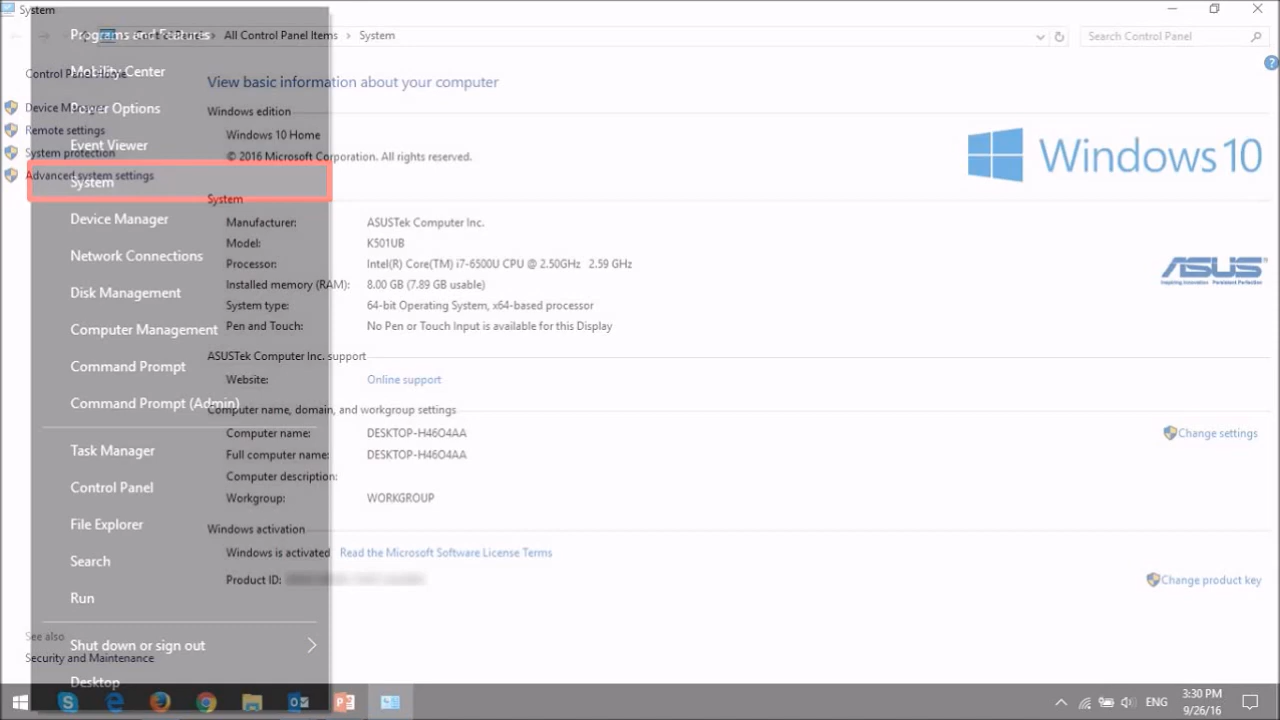 System
Control Panel
All Control Panel Items
System
Search Control Panel
Programs and Features
Mobility Center
Power Options
Event Viewer
System
Device Manager
Network Connections
Disk Management
Computer Management
Command Prompt
Command Prompt (Admin)
Task Manager
Control Panel
File Explorer
Search
Run
Shut down or sign out
Desktop
Control Panel Home
Device Manager
Remote settings
System protection
Advanced system settings
See also
Security and Maintenance
View basic information about your computer
Windows edition
Windows 10 Home
© 2016 Microsoft Corporation. All rights reserved.
Windows 10
System
Manufacturer: ASUSTek Computer Inc.
Model: K501UB
Processor: Intel(R) Core(TM) i7-6500U CPU @ 2.50GHz 2.59 GHz
Installed memory (RAM): 8.00 GB (7.89 GB usable)
System type: 64-bit Operating System, x64-based processor
Pen and Touch: No Pen or Touch Input is available for this Display
ASUS
Inspiring Innovation Persistent Perfection
ASUSTek Computer Inc. support
Website: Online support
Computer name, domain, and workgroup settings
Computer name: DESKTOP-H46O4AA
Change settings
Full computer name: DESKTOP-H46O4AA
Computer description:
Workgroup: WORKGROUP
Windows activation
Windows is activated Read the Microsoft Software License Terms
Product ID:
Change product key
ENG
3:30 PM
9/26/16